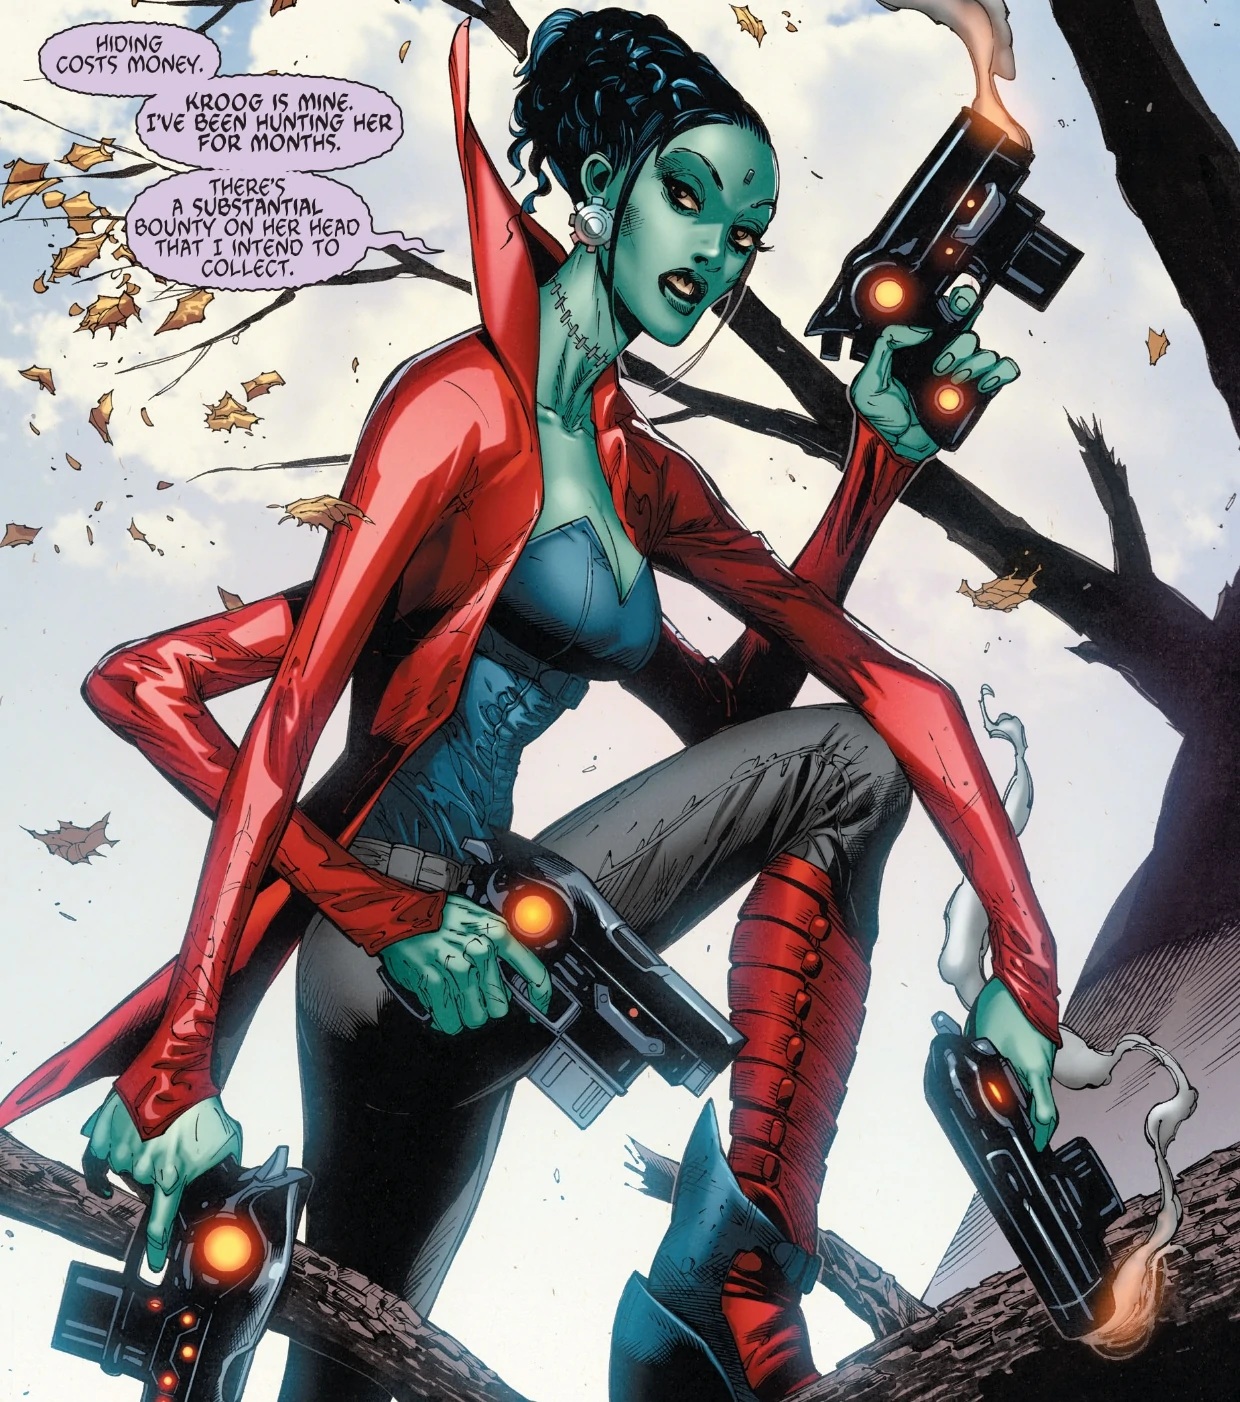 HIDING
COSTS MONEY.
KROOG IS MINE.
I'VE BEEN HUNTING HER
FOR MONTHS.
THERE'S
A SUBSTANTIAL
BOUNTY ON HER HEAD
THAT I INTEND TO
COLLECT.